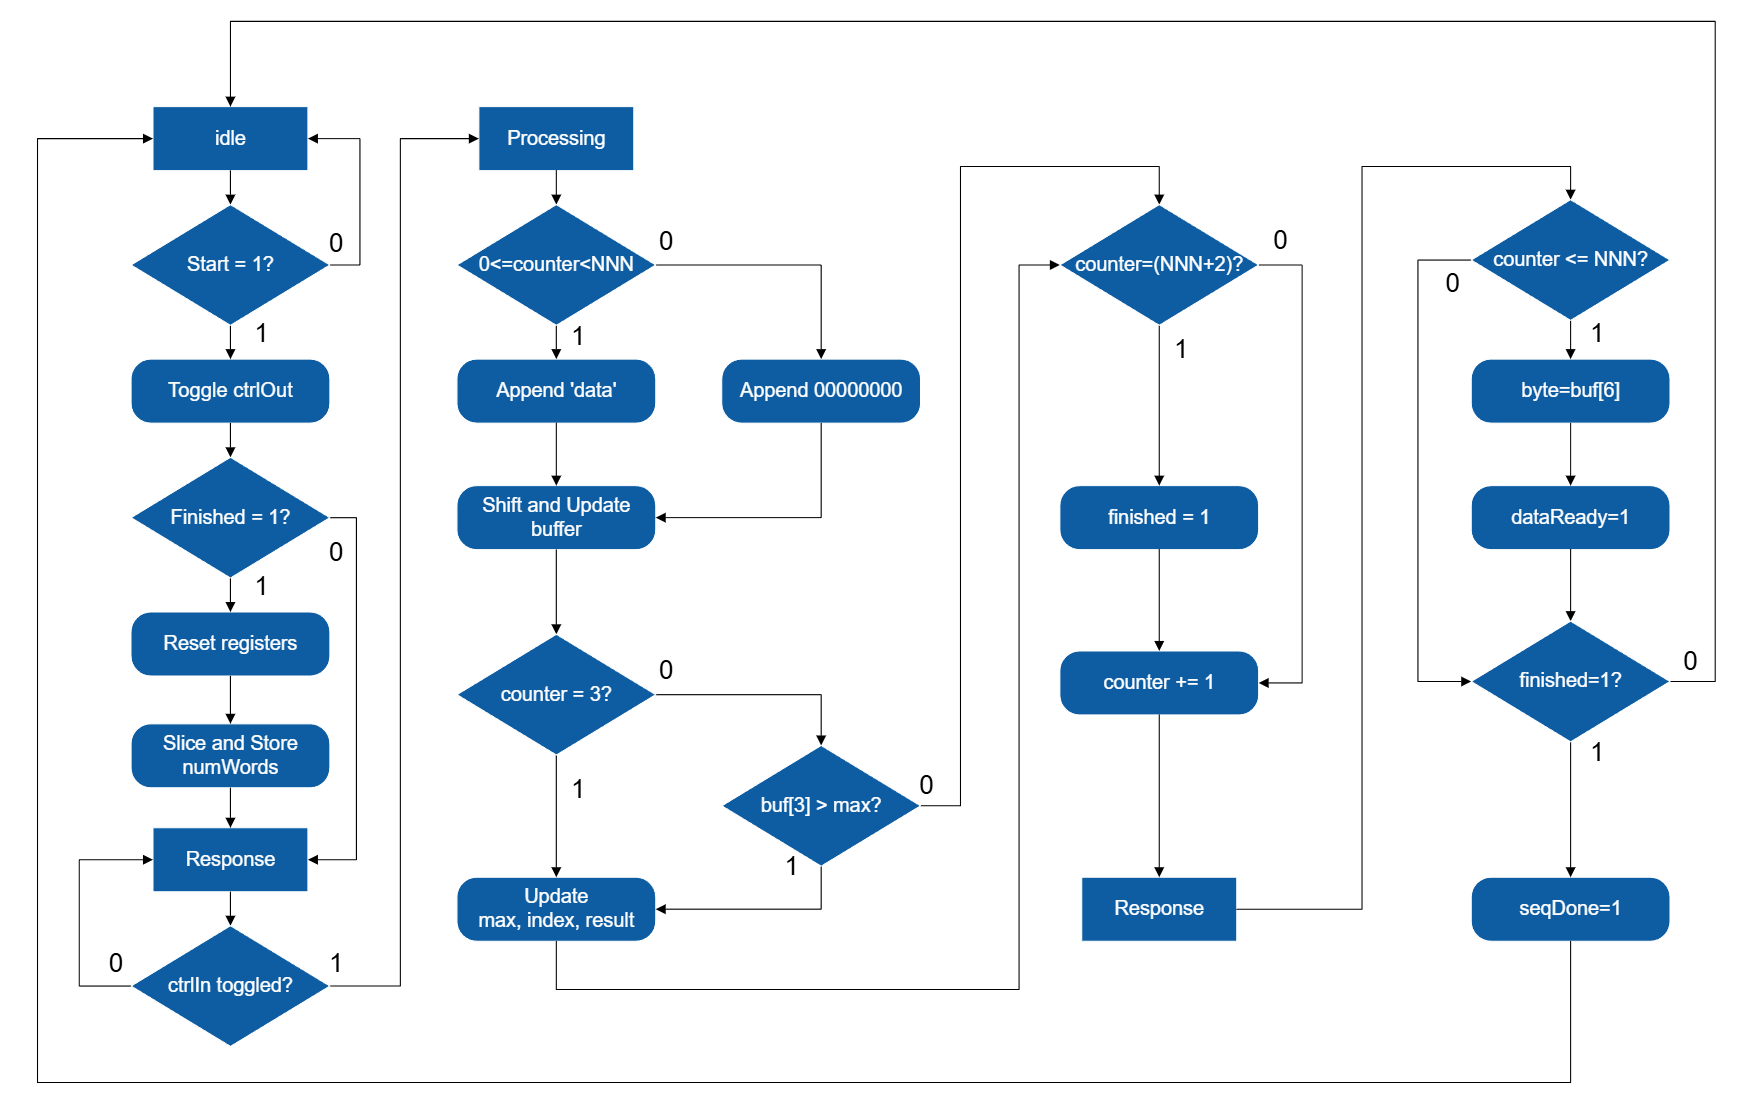 idle
Start = 1?
0
1
Toggle ctrlOut
Finished = 1?
0
1
Reset registers
Slice and Store
numWords
Response
ctrlIn toggled?
0
1
Processing
0<=counter<NNN
0
1
Append 'data'
Append 00000000
Shift and Update
buffer
counter = 3?
0
1
buf[3] > max?
0
1
Update
max, index, result
counter=(NNN+2)?
0
1
finished = 1
counter += 1
Response
counter <= NNN?
0
1
byte=buf[6]
dataReady=1
finished=1?
0
1
seqDone=1